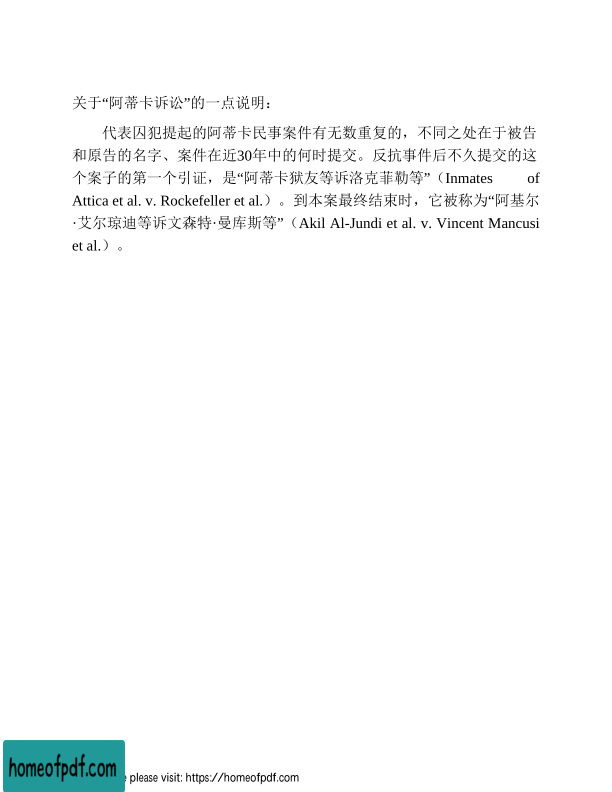 关于“阿蒂卡诉讼”的一点说明：
代表囚犯提起的阿蒂卡民事案件有无数重复的，不同之处在于被告
和原告的名字、案件在近30年中的何时提交。反抗事件后不久提交的这
个案子的第一个引证，是“阿蒂卡狱友等诉洛克菲勒等”（Inmates of
Attica et al. v. Rockefeller et al.）。到本案最终结束时，它被称为“阿基尔
·艾尔琼迪等诉文森特·曼库斯等”（Akil Al-Jundi et al. v. Vincent Mancusi
et al.）。
homeofpdf.com
please visit: https://homeofpdf.com